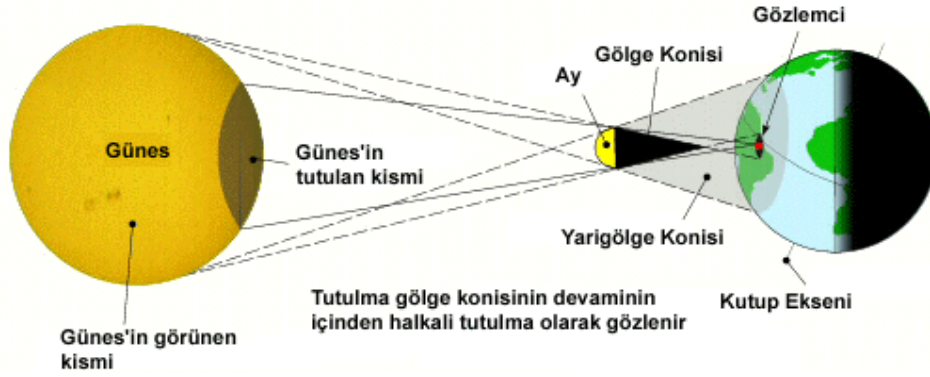 Gözlemci
Gölge Konisi
Ay
Günes
Günes'in
tutulan kismi
Yarigölge Konisi
Kutup Ekseni
Tutulma gölge konisinin devaminin
içinden halkali tutulma olarak gözlenir
Günes'in görünen
kismi